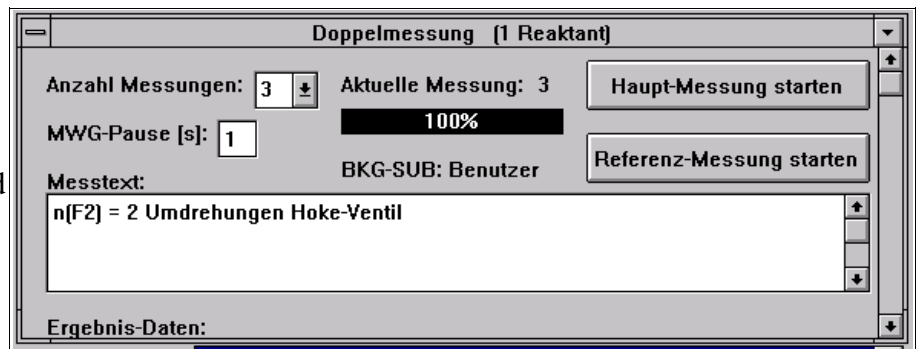 Doppelmessung (1 Reaktant)
Anzahl Messungen: 3 Aktuelle Messung: 3 Haupt-Messung starten
100%
MWG-Pause [s]: 1
BKG-SUB: Benutzer Referenz-Messung starten
d Messtext:
n(F2) = 2 Umdrehungen Hoke-Ventil
Ergebnis-Daten: